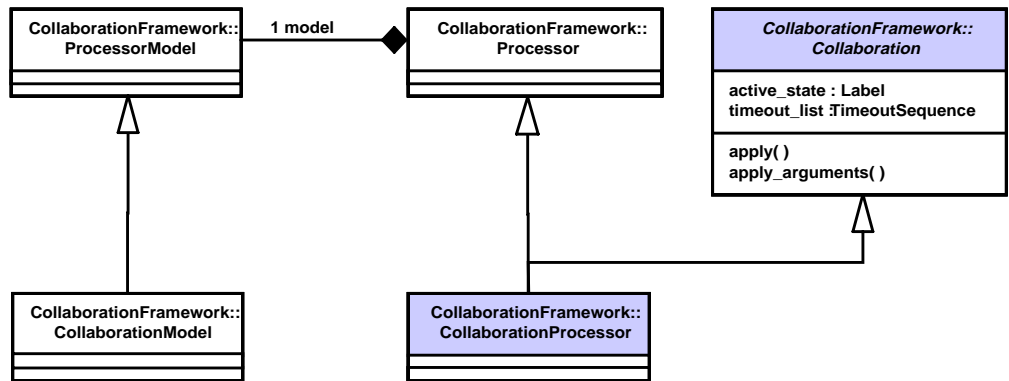 CollaborationFramework::
ProcessorModel
1 model
CollaborationFramework::
Processor
CollaborationFramework::
Collaboration
active_state : Label
timeout_list :TimeoutSequence
apply( )
apply_arguments( )
CollaborationFramework::
CollaborationModel
CollaborationFramework::
CollaborationProcessor